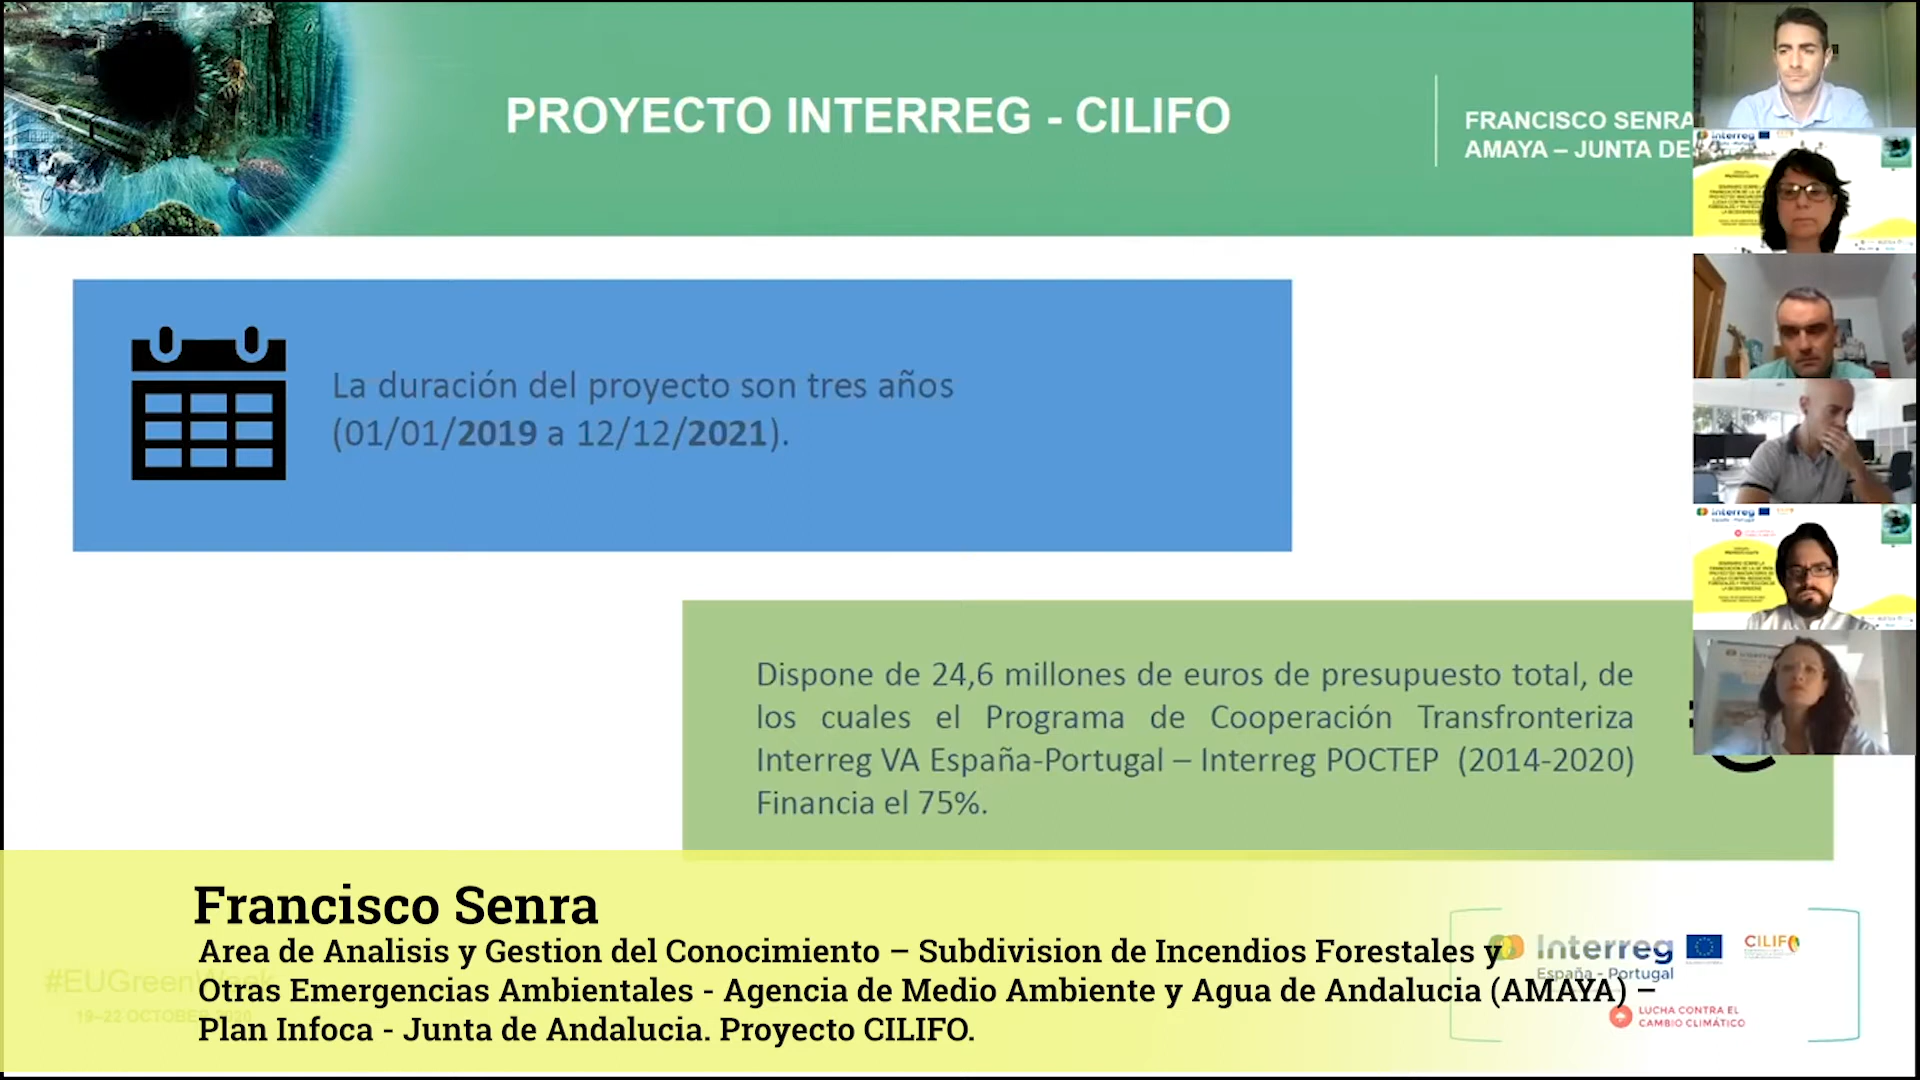 PROYECTO INTERREG - CILIFO
FRANCISCO SENRA
AMAYA – JUNTA DE
La duración del proyecto son tres años
(01/01/2019 a 12/12/2021).
Dispone de 24,6 millones de euros de presupuesto total, de
los cuales el Programa de Cooperación Transfronteriza
Interreg VA España-Portugal – Interreg POCTEP (2014-2020)
Financia el 75%.
Francisco Senra
Area de Analisis y Gestion del Conocimiento – Subdivision de Incendios Forestales y
Otras Emergencias Ambientales - Agencia de Medio Ambiente y Agua de Andalucia (AMAYA) –
Plan Infoca - Junta de Andalucia. Proyecto CILIFO.
#EUGreenWeek
19–22 OCTOBER 2020
Interreg
España - Portugal
CILIFO
LUCHA CONTRA EL
CAMBIO CLIMÁTICO